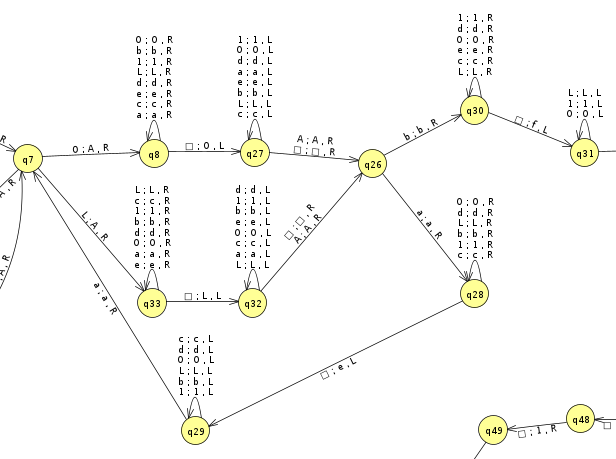 1 ; 1 , R
d ; d , R
0 ; 0 , R
e ; e , R
c ; c , R
L ; L , R
0 ; 0 , R
b ; b , R
1 ; 1 , R
L ; L , R
d ; d , R
e ; e , R
c ; c , R
a ; a , R
1 ; 1 , L
0 ; 0 , L
d ; d , L
a ; a , L
e ; e , L
b ; b , L
L ; L , L
c ; c , L
L ; L , L
1 ; 1 , L
0 ; 0 , L
q30
□ ; f , L
b ; b , R
R
q7
0 ; A , R
q8
□ ; 0 , L
q27
A ; A , R
□ ; □ , R
q26
q31
A , R
L ; A , R
L ; L , R
c ; c , R
1 ; 1 , R
b ; b , R
d ; d , R
0 ; 0 , R
a ; a , R
e ; e , R
d ; d , L
1 ; 1 , L
b ; b , L
e ; e , L
0 ; 0 , L
c ; c , L
a ; a , L
L ; L , L
□ ; □ , R
A ; A , R
a ; a , R
0 ; 0 , R
d ; d , R
L ; L , R
b ; b , R
1 ; 1 , R
c ; c , R
; A , R
a ; a , R
q33
□ ; L , L
q32
q28
c ; c , L
d ; d , L
0 ; 0 , L
L ; L , L
b ; b , L
1 ; 1 , L
□ ; e , L
q29
q49
□ ; 1 , R
q48
□